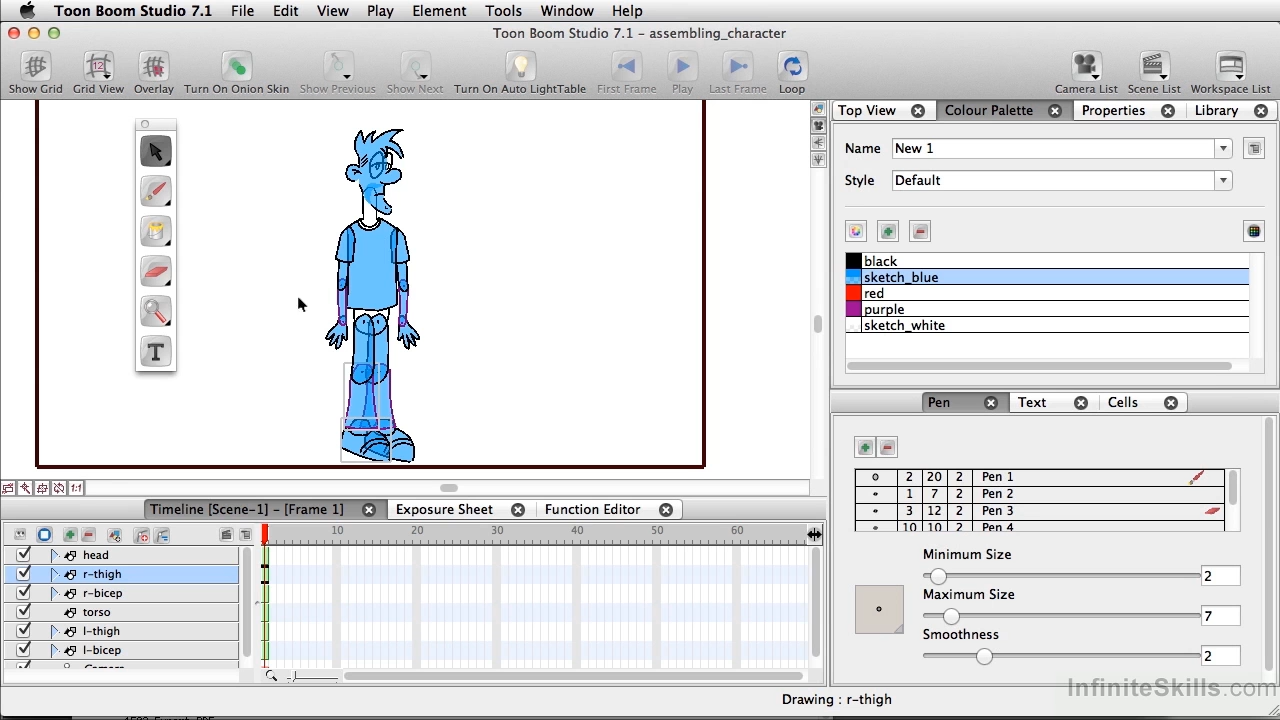 Toon Boom Studio 7.1 File Edit View Play Element Tools Window Help
Toon Boom Studio 7.1 - assembling_character
Show Grid Grid View Overlay Turn On Onion Skin Show Previous Show Next Turn On Auto LightTable First Frame Play Last Frame Loop Camera List Scene List Workspace List
12
Top View Colour Palette Properties Library
Name New 1
Style Default
black
sketch_blue
red
purple
sketch_white
T
Pen Text Cells
2 20 2 Pen 1
1 7 2 Pen 2
3 12 2 Pen 3
10 10 2 Pen 4
Minimum Size
2
Maximum Size
7
Smoothness
2
1:1
Timeline [Scene-1] - [Frame 1] Exposure Sheet Function Editor
10 20 30 40 50 60
head
r-thigh
r-bicep
torso
l-thigh
l-bicep
Camera
Drawing : r-thigh
InfiniteSkills.com